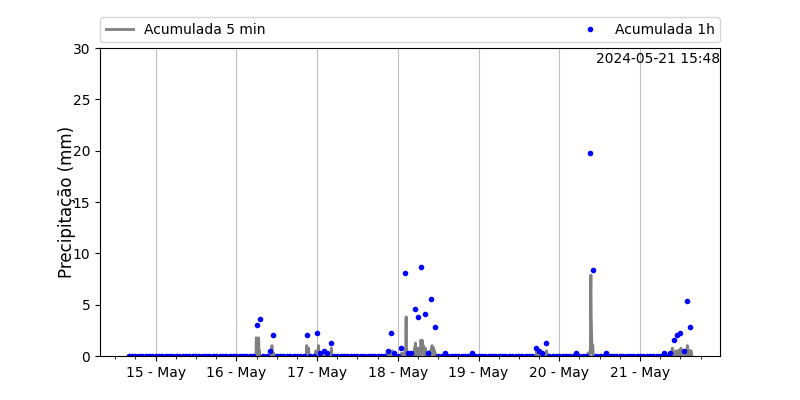 Acumulada 5 min
Acumulada 1h
2024-05-21 15:48
Precipitação (mm)
30
25
20
15
10
5
0
15 - May
16 - May
17 - May
18 - May
19 - May
20 - May
21 - May